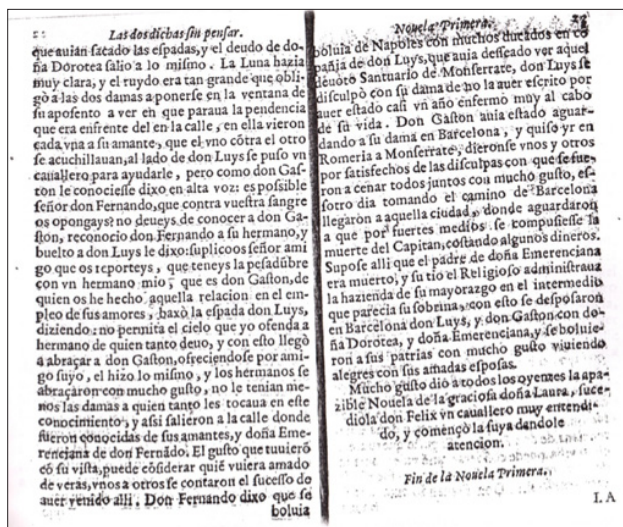 Las dos dichas sin pensar.
que auian sacado las espadas, y el deudo de do-
ña Dorotea salio a lo mismo. La Luna hazia
muy clara, y el ruydo era tan grande que obli-
gò a las dos damas a ponerse en la ventana de
su aposento a ver en que paraua la pendencia
que era enfrente del en la calle, en ella vieron
cada vna a su amante, que el vno cõtra el otro
se acuchillauan, al lado de don Luys se puso vn
cauallero para ayudarle, pero como don Gas-
ton le conociesse dixo en alta voz: es possible
señor don Fernando, que contra vuestra sangre
os opongays? no deueys de conocer a don Ga-
ston, reconocio don Fernando a su hermano, y
buelto a don Luys le dixo: suplicoos señor ami
go que os reporteys, que teneys la pesadũbre
con vn hermano mio, que es don Gaston, de
quien os he hecho aquella relacion en el em-
pleo de sus amores, baxò la espada don Luys,
diziendo: no permita el cielo que yo ofenda a
hermano de quien tanto deuo, y con esto llegò
a abraçar a don Gaston, ofreciendose por ami-
go suyo, el hizo lo mismo, y los hermanos se
abraçaron con mucho gusto, no le tenian me-
nos las damas a quien tanto les tocaua en este
conocimiento, y assi salieron a la calle donde
fueron conocidas de sus amantes, y doña Eme-
renciana de don Fernãdo. El gusto que tuuierõ
cõ su vista, puede cõsiderar quiẽ vuiera amado
de veras, vnos a otros se contaron el sucesso do
auer venido alli. Don Fernando dixo que se
boluia
Nouela Primera.
boluia de Napoles con muchos ducados en cõ
pañia de don Luys, que auia desseado ver aquel
deuoto Santuario de Monserrate, don Luys se
disculpò con su dama de no la auer escrito por
auer estado casi vn año enfermo muy al cabo
de su vida. Don Gaston auia estado aguar-
dando a su dama en Barcelona, y quiso yr en
Romeria a Monserrate, dieronse vnos y otros
por satisfechos de las disculpas con que se fue-
ron a cenar todos juntos con mucho gusto, es-
sotro dia tomando el camino de Barcelona
llegaron a aquella ciudad, donde aguardaron
a que por fuertes medios se compusiesse la
muerte del Capitan, costando algunos dineros.
Supose alli que el padre de doña Emerenciana
era muerto, y su tio el Religioso administraua
la hazienda de su mayorazgo en el intermedio
que parecia su sobrina, con esto se desposaron
en Barcelona don Luys, y don Gaston con do-
ña Dorotea, y doña Emerenciana, y se boluie-
ron a sus patrias con mucho gusto viuiendo
alegres con sus amadas esposas.
Mucho gusto diò a todos los oyentes la apa-
zible Nouela de la graciosa doña Laura, suce-
diola don Felix vn cauallero muy entendi-
do, y començò la suya dandole
atencion.
Fin de la Nouela Primera.
I. A